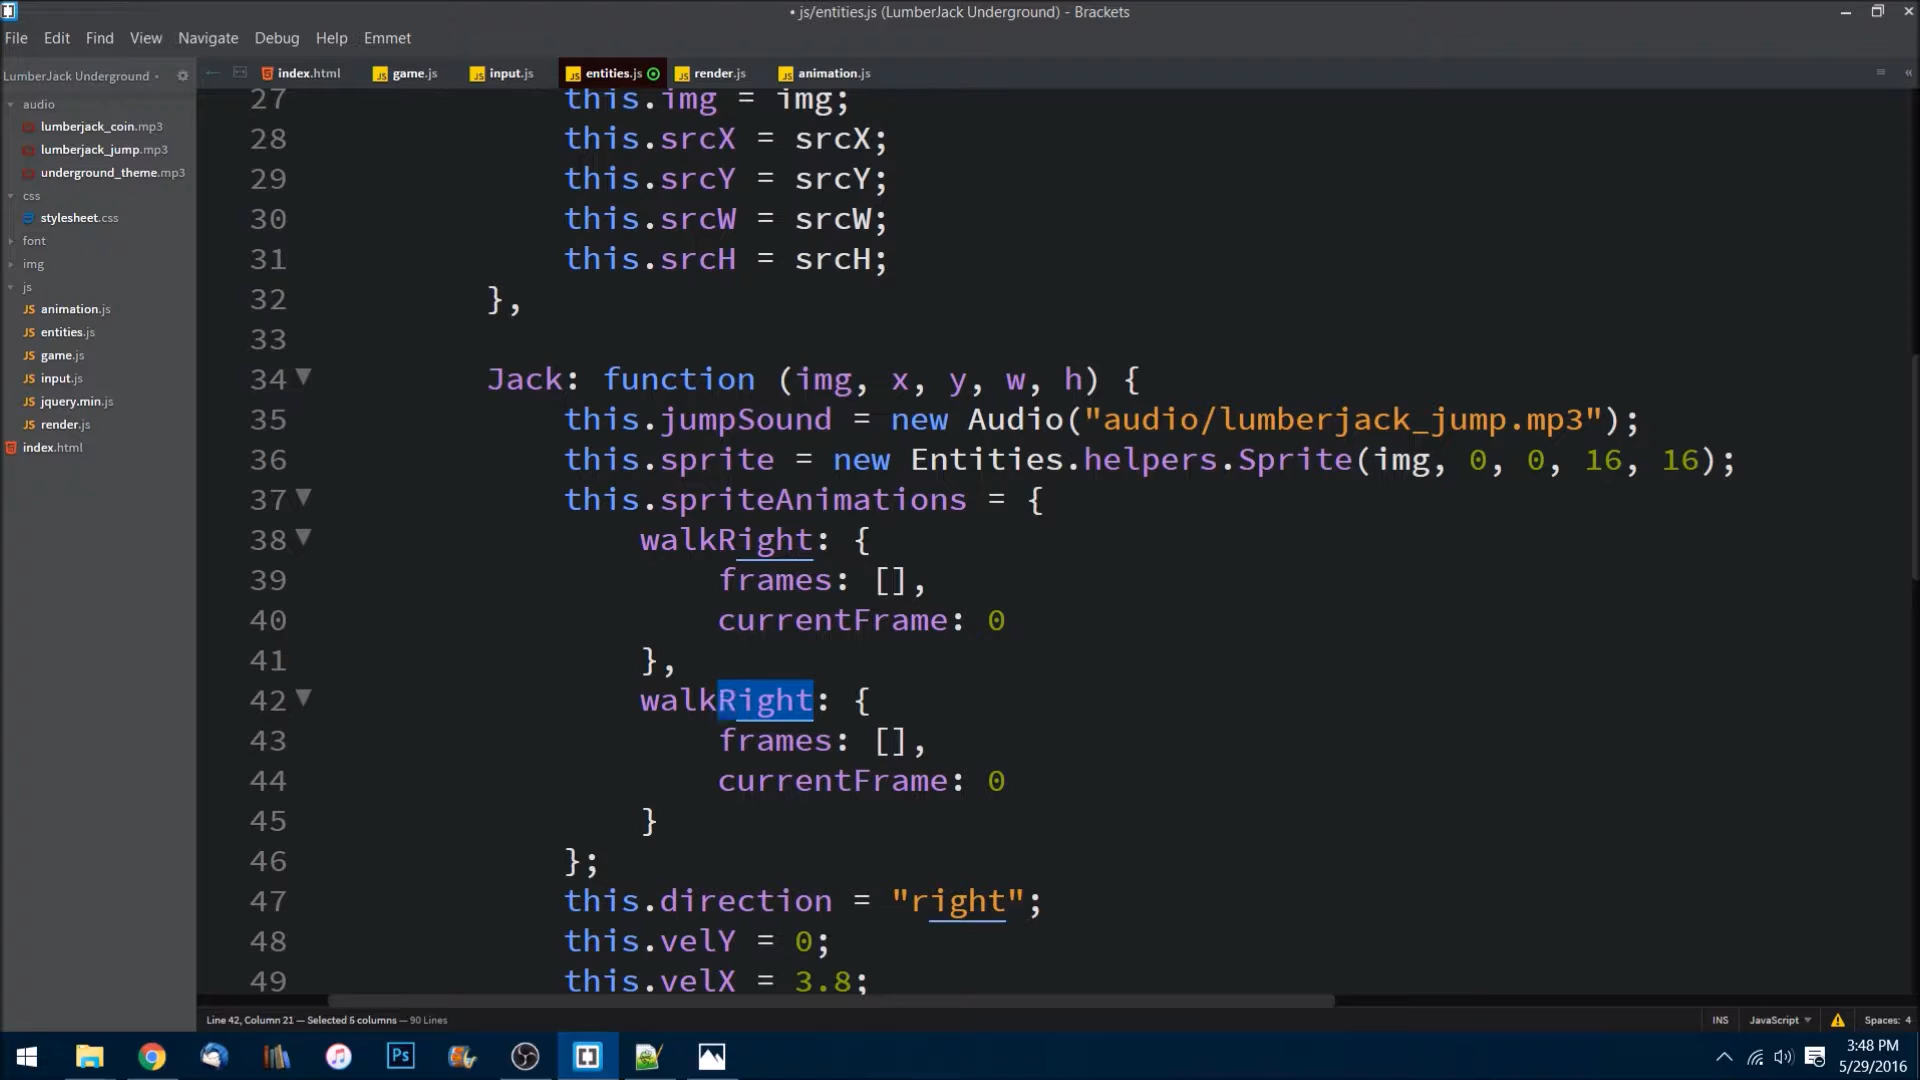 • js/entities.js (LumberJack Underground) - Brackets
File Edit Find View Navigate Debug Help Emmet
LumberJack Underground
index.html game.js input.js entities.js render.js animation.js
audio
lumberjack_coin.mp3
lumberjack_jump.mp3
underground_theme.mp3
css
stylesheet.css
font
img
js
JS animation.js
JS entities.js
JS game.js
JS input.js
JS jquery.min.js
JS render.js
index.html
27 this.img = img;
28 this.srcX = srcX;
29 this.srcY = srcY;
30 this.srcW = srcW;
31 this.srcH = srcH;
32 },
33
34 Jack: function (img, x, y, w, h) {
35 this.jumpSound = new Audio("audio/lumberjack_jump.mp3");
36 this.sprite = new Entities.helpers.Sprite(img, 0, 0, 16, 16);
37 this.spriteAnimations = {
38 walkRight: {
39 frames: [],
40 currentFrame: 0
41 },
42 walkRight: {
43 frames: [],
44 currentFrame: 0
45 }
46 };
47 this.direction = "right";
48 this.velY = 0;
49 this.velX = 3.8;
Line 42, Column 21 — Selected 5 columns — 90 Lines
INS JavaScript Spaces: 4
Ps
3:48 PM
5/29/2016